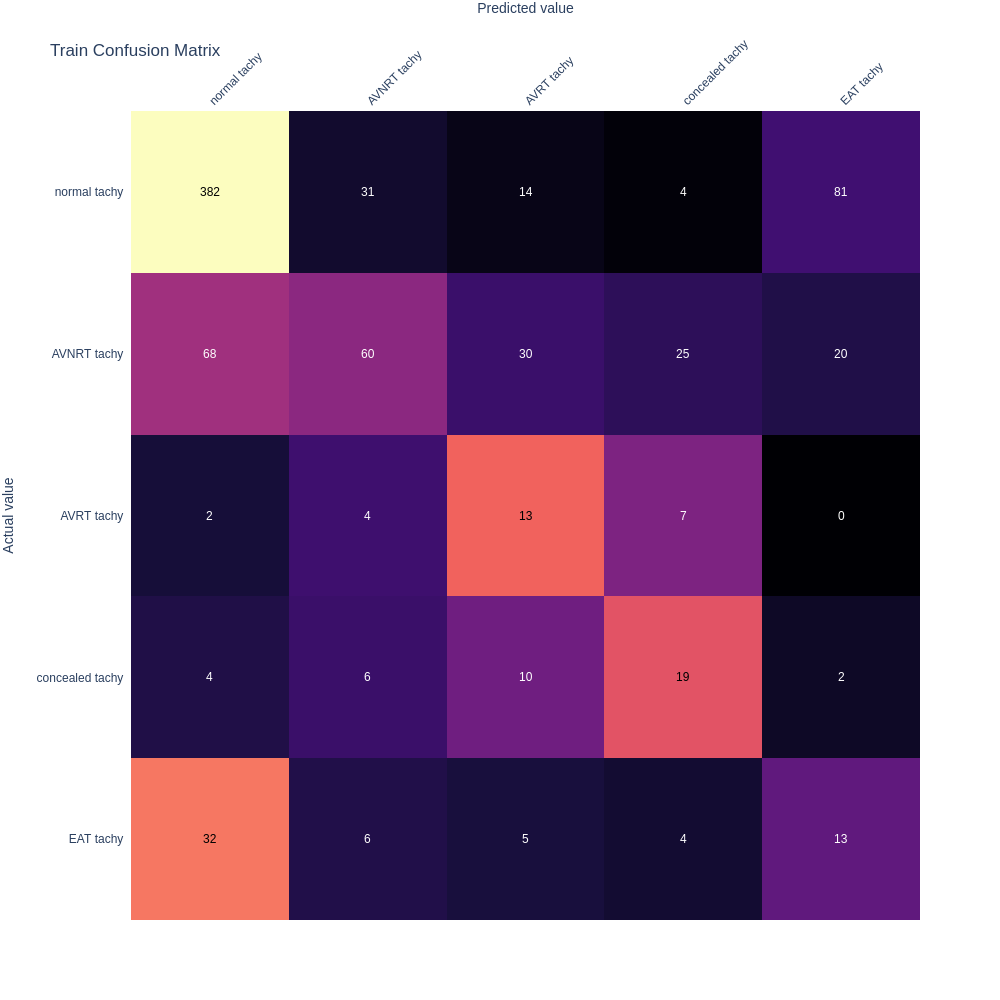 Predicted value
Train Confusion Matrix
normal tachy AVNRT tachy AVRT tachy concealed tachy EAT tachy
normal tachy 382 31 14 4 81
AVNRT tachy 68 60 30 25 20
Actual value
AVRT tachy 2 4 13 7 0
concealed tachy 4 6 10 19 2
EAT tachy 32 6 5 4 13